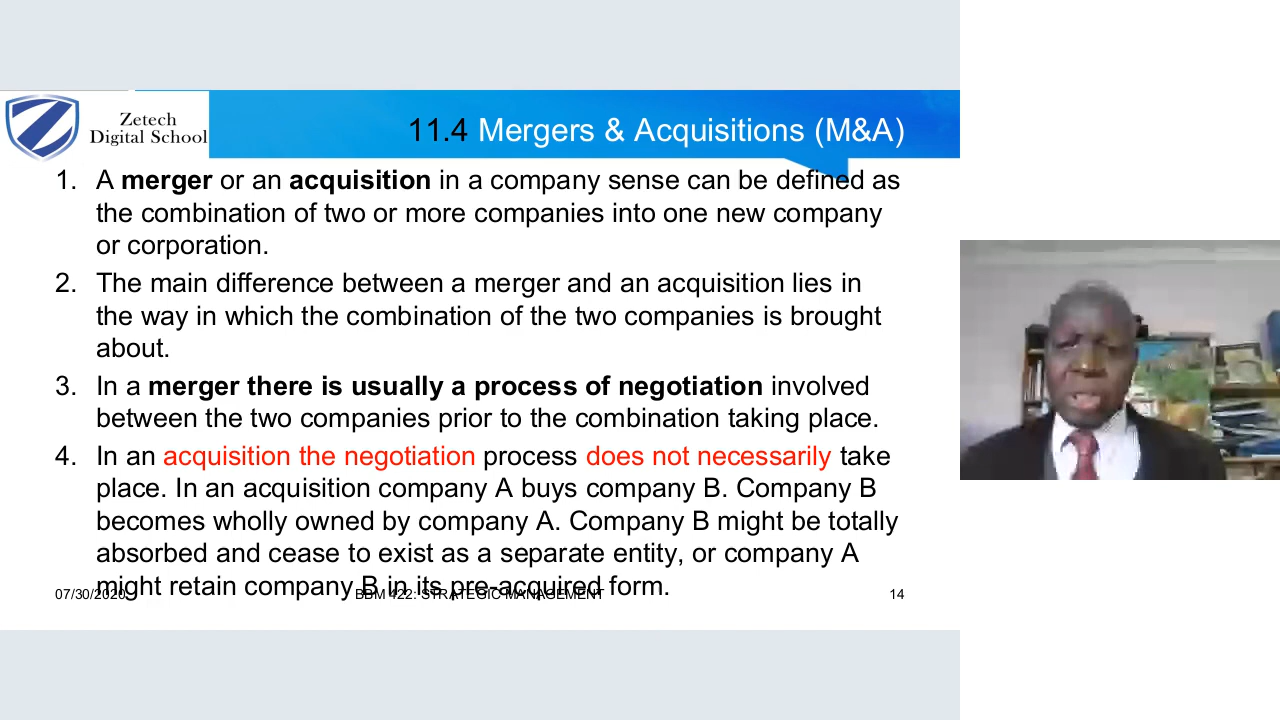 Zetech
Digital School
11.4 Mergers & Acquisitions (M&A)
1. A merger or an acquisition in a company sense can be defined as
the combination of two or more companies into one new company
or corporation.
2. The main difference between a merger and an acquisition lies in
the way in which the combination of the two companies is brought
about.
3. In a merger there is usually a process of negotiation involved
between the two companies prior to the combination taking place.
4. In an acquisition the negotiation process does not necessarily take
place. In an acquisition company A buys company B. Company B
becomes wholly owned by company A. Company B might be totally
absorbed and cease to exist as a separate entity, or company A
might retain company B in its pre-acquired form.
07/30/2020 BBM 422: STRATEGIC MANAGEMENT 14